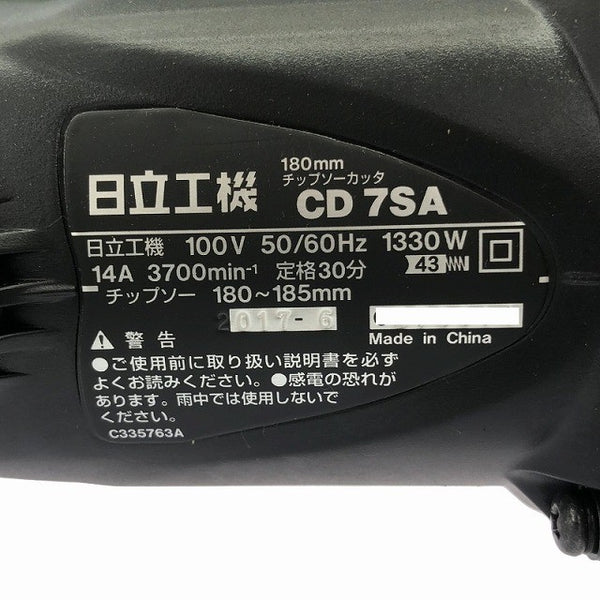 180mm
チップソーカッタ
日立工機 CD 7SA
日立工機 100V 50/60Hz 1330W
14A 3700min-¹ 定格30分 43
チップソー 180～185mm
2017-6
警告 Made in China
●ご使用前に取り扱い説明書を必ず
よくお読みください。●感電の恐れが
あります。雨中では使用しないで
ください。
C335763A